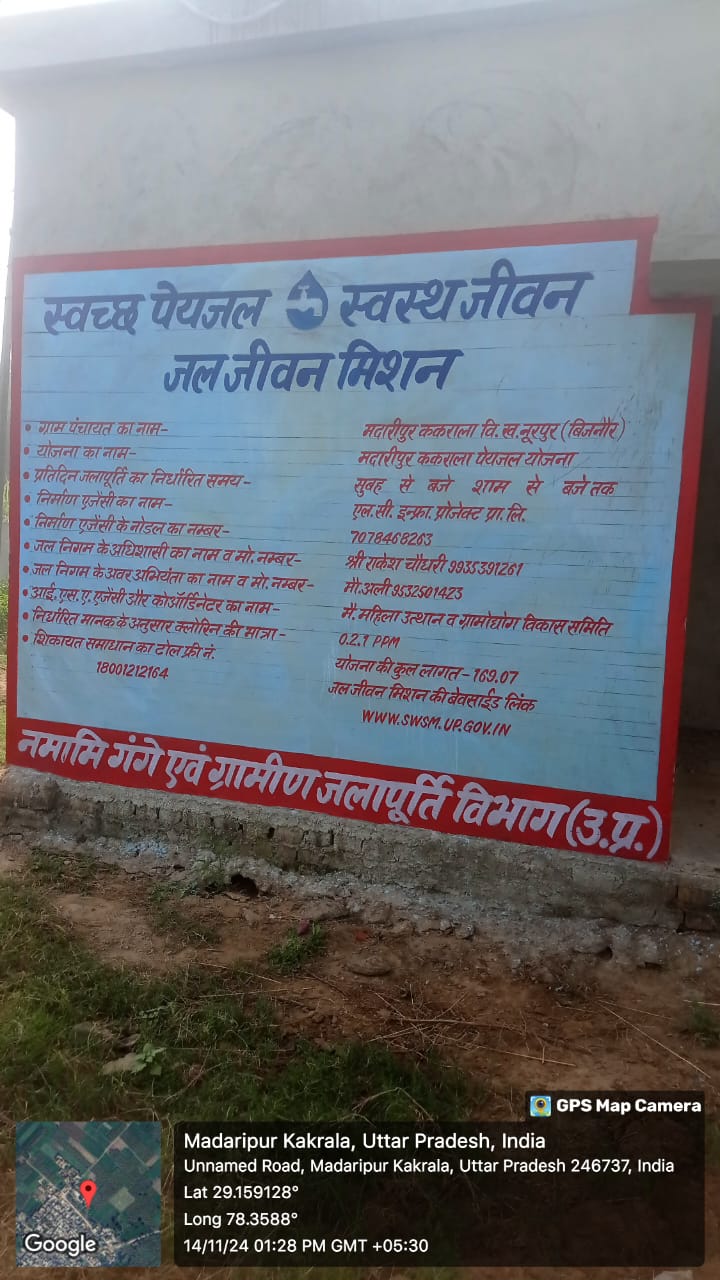 स्वच्छ पेयजल स्वस्थ जीवन
जल जीवन मिशन
• ग्राम पंचायत का नाम- मदारीपुर ककराला वि.ख.नूरपुर (बिजनौर)
• योजना का नाम- मदारीपुर ककराला पेयजल योजना
• प्रतिदिन जलापूर्ति का निर्धारित समय- सुबह से बजे शाम से बजे तक
• निर्माण एजेंसी का नाम- एल.सी. इन्फ्रा. प्रोजेक्ट प्रा. लि.
• निर्माण एजेंसी के नोडल का नम्बर- 7078468263
• जल निगम के अधिशासी का नाम व मो. नम्बर- श्री राकेश चौधरी 9935391261
• जल निगम के अवर अभियंता का नाम व मो. नम्बर- मौ.अली 9532501423
• आई.एस.ए.एजेंसी और कोऑर्डिनेटर का नाम- मै. महिला उत्थान व ग्रामोद्योग विकास समिति
• निर्धारित मानक के अनुसार क्लोरिन की मात्रा- 0.2.1 PPM
• शिकायत समाधान का टोल फ्री नं. योजना की कुल लागत- 169.07
18001212164 जल जीवन मिशन की बेवसाईड लिंक
WWW.SWSM.UP.GOV.IN
नमामि गंगे एवं ग्रामीण जलापूर्ति विभाग (उ.प्र.)
GPS Map Camera
Madaripur Kakrala, Uttar Pradesh, India
Unnamed Road, Madaripur Kakrala, Uttar Pradesh 246737, India
Lat 29.159128°
Long 78.3588°
14/11/24 01:28 PM GMT +05:30
Google